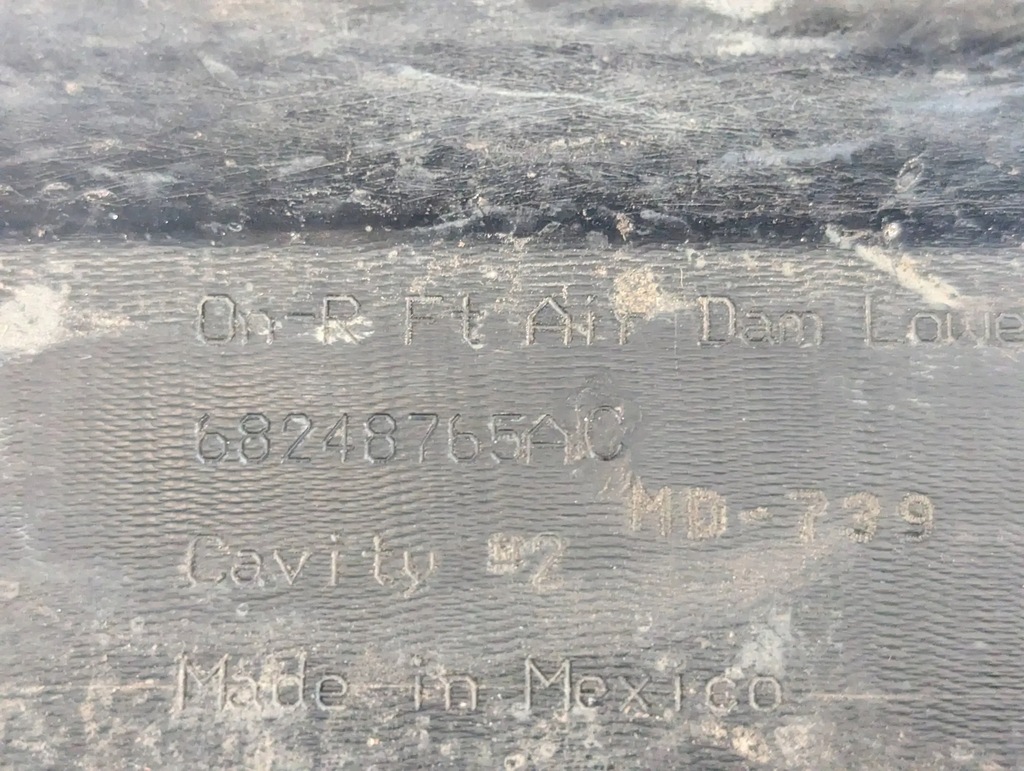 On-R Ft Air Dam Lowe
68248765AC
MD-739
Cavity #2
Made in Mexico